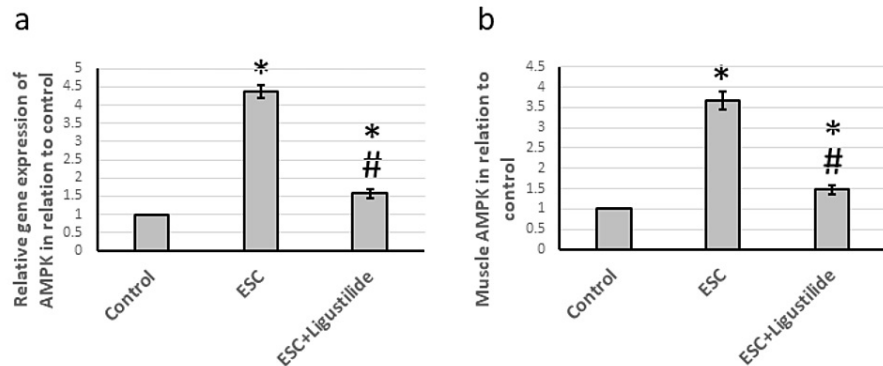 a
Relative gene expression of
AMPK in relation to control
5
4.5
4
3.5
3
2.5
2
1.5
1
0.5
0
*
*
#
Control
ESC
ESC+Ligustilide
b
Muscle AMPK in relation to
control
4.5
4
3.5
3
2.5
2
1.5
1
0.5
0
*
*
#
Control
ESC
ESC+Ligustilide